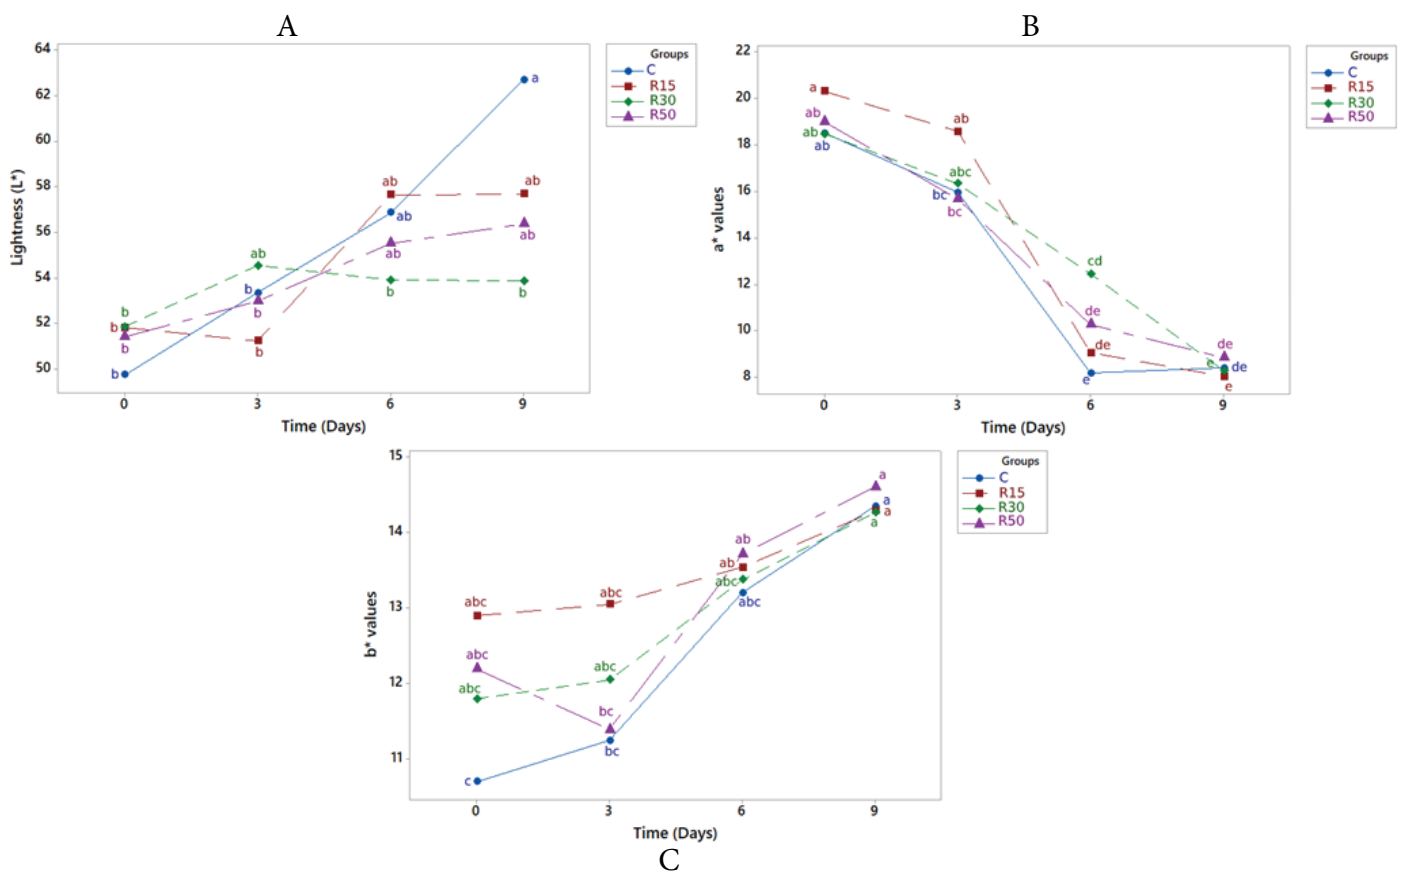 A
64
62
60
58
56
54
52
50
Lightness (L*)
b
b
b
b
b
ab
b
b
b
ab
ab
ab
b
a
ab
ab
b
0
3
6
9
Time (Days)
Groups
C
R15
R30
R50
B
22
20
18
16
14
12
10
8
a* values
a
ab
ab
ab
ab
abc
bc
bc
cd
de
de
e
de
e
de
e
0
3
6
9
Time (Days)
Groups
C
R15
R30
R50
15
14
13
12
11
b* values
abc
abc
abc
c
abc
abc
bc
bc
ab
ab
abc
abc
a
a
a
a
0
3
6
9
Time (Days)
C
Groups
C
R15
R30
R50